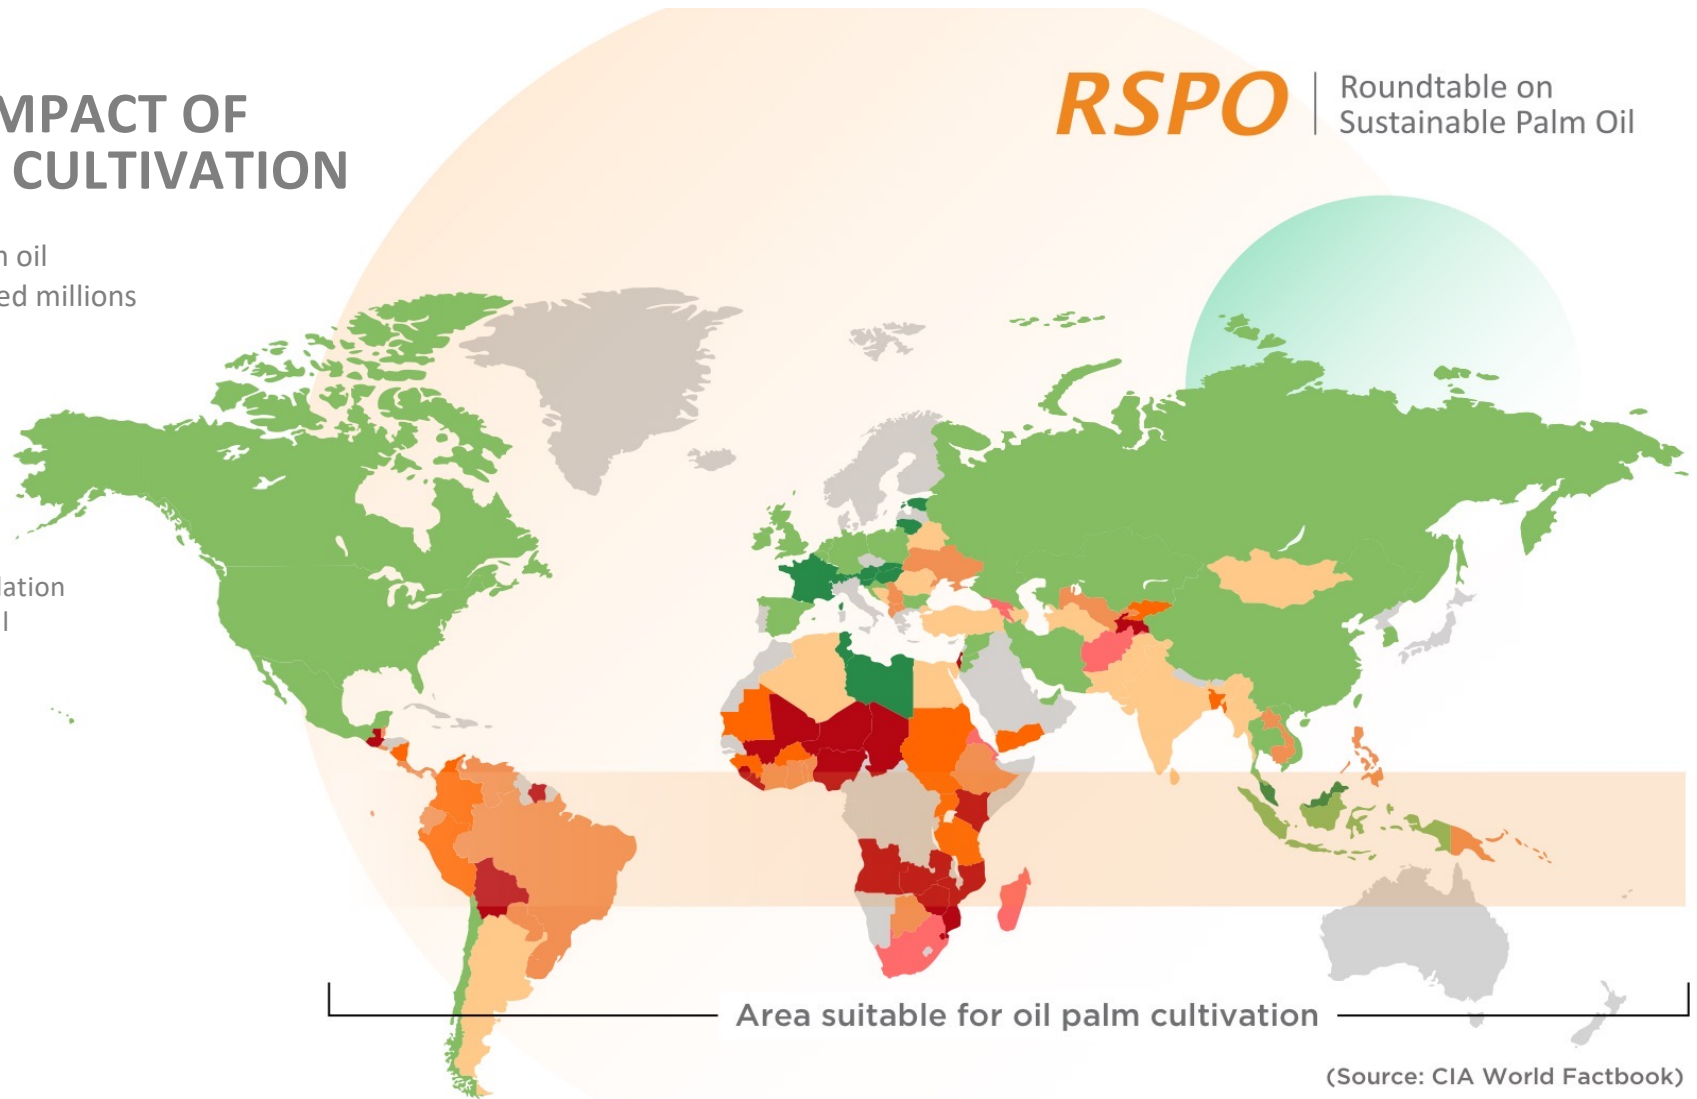 MPACT OF
CULTIVATION
RSPO
Roundtable on
Sustainable Palm Oil
oil
ed millions
lation
Area suitable for oil palm cultivation
(Source: CIA World Factbook)